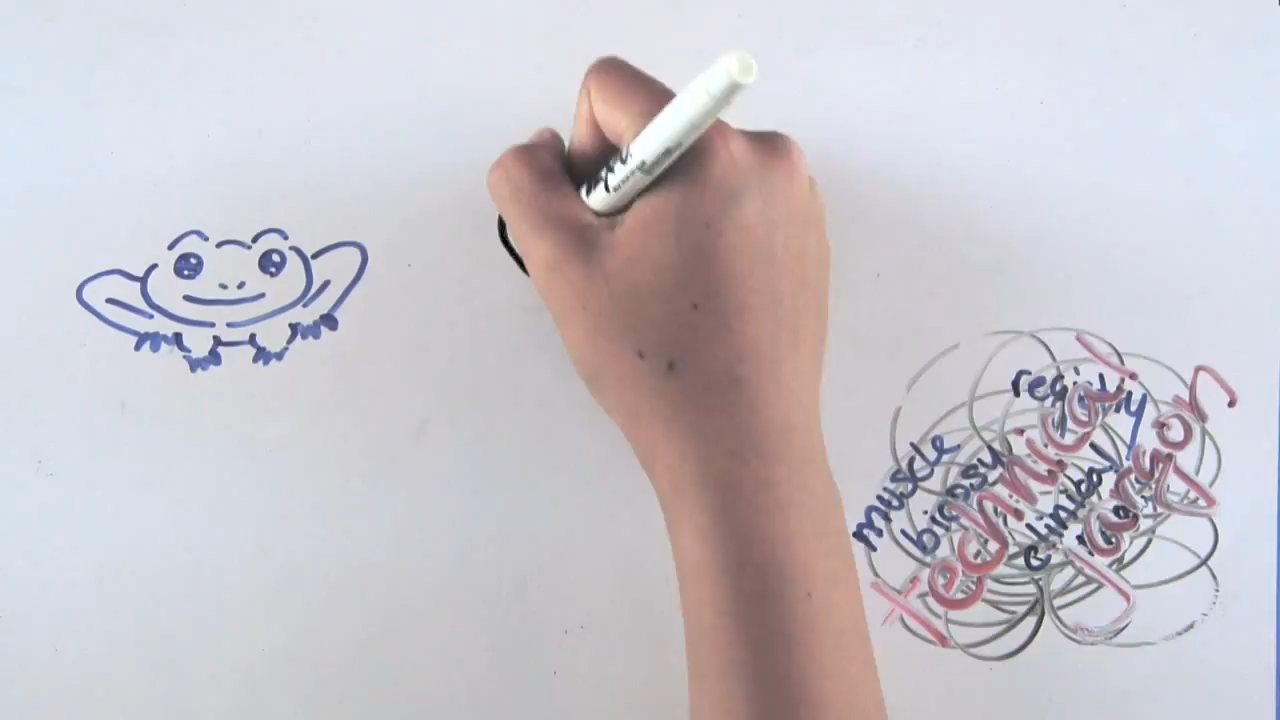 registry
muscle
biopsy
clinical
technical
jargon